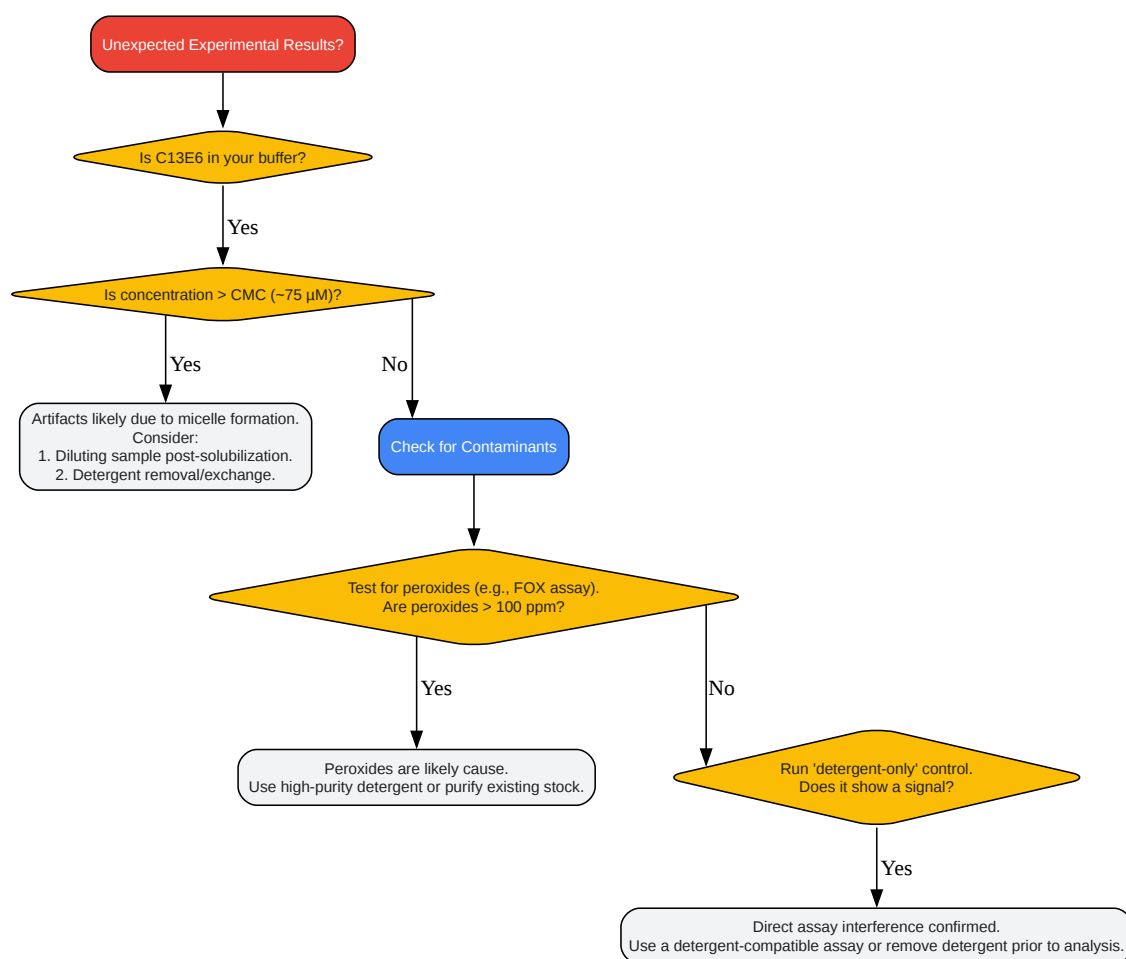 Unexpected Experimental Results?
Is C13E6 in your buffer?
Yes
Is concentration > CMC (~75 µM)?
Yes
No
Artifacts likely due to micelle formation.
Consider:
1. Diluting sample post-solubilization.
2. Detergent removal/exchange.
Check for Contaminants
Test for peroxides (e.g., FOX assay).
Are peroxides > 100 ppm?
Yes
No
Peroxides are likely cause.
Use high-purity detergent or purify existing stock.
Run 'detergent-only' control.
Does it show a signal?
Yes
Direct assay interference confirmed.
Use a detergent-compatible assay or remove detergent prior to analysis.